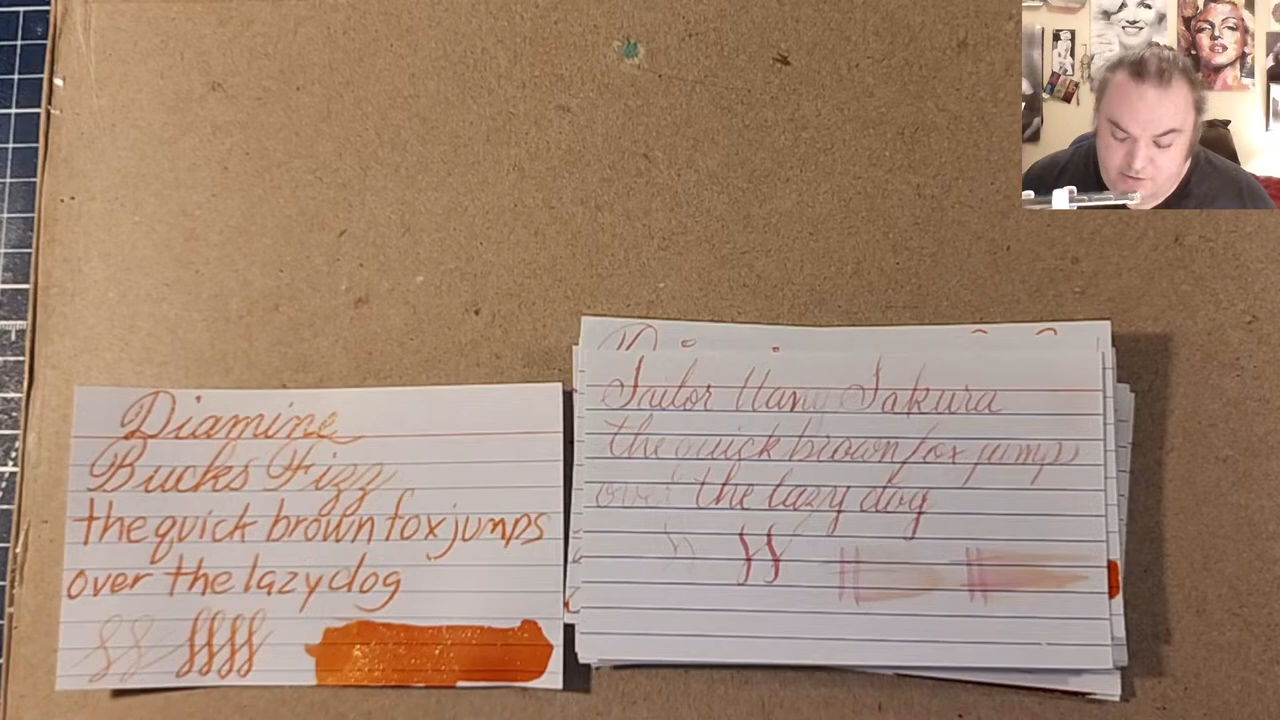 Diamine
Bucks Fizz
the quick brown fox jumps
over the lazy dog
Sailor Hana Sakura
the quick brown fox jumps
over the lazy dog